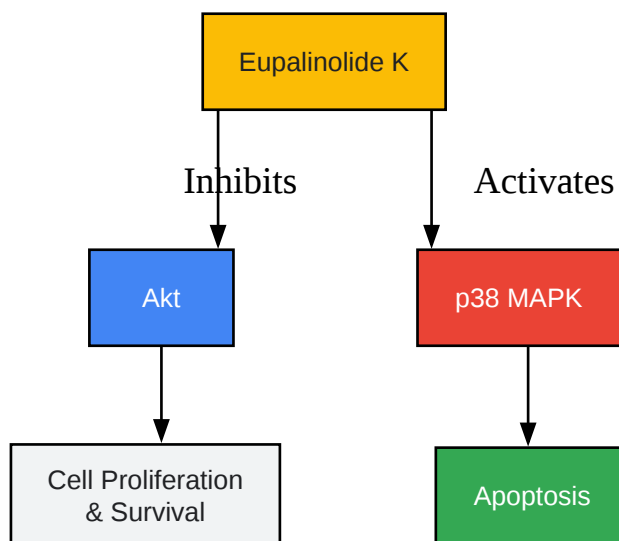 Eupalinolide K
Inhibits
Activates
Akt
p38 MAPK
Cell Proliferation
& Survival
Apoptosis